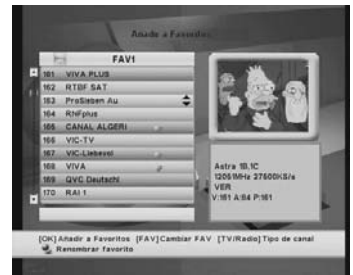 Añade a Favoritos
FAV1
161 VIVA PLUS
162 RTBF SAT
163 ProSieben Au
164 RNFplus
165 CANAL ALGERI
166 VIC-TV
167 VIC-Liebevol
168 VIVA
169 QVC Deutschl
170 RAI 1
Astra 1B,1C
12051MHz 27500KS/s
VER
V:161 A:84 P:161
[OK]Añadir a Favoritos [FAV]Cambiar FAV [TV/Radio]Tipo de canal
Renombrar favorito